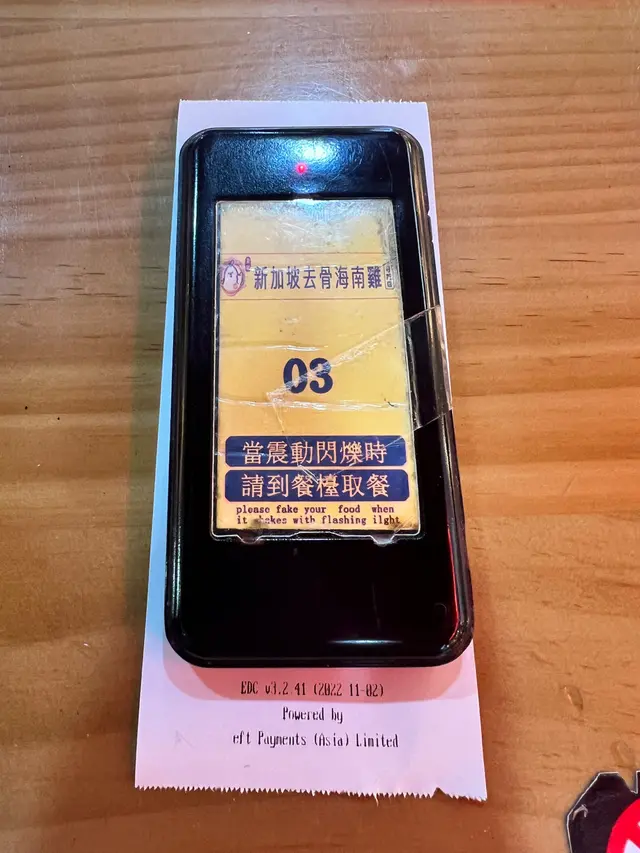 新加坡去骨海南雞
03
當震動閃爍時
請到餐檯取餐
please fake your food when
it shakes with flashing ilght
EDC v3.2.41 (2022-11-02)
Powered by
eft Payments (Asia) Limited